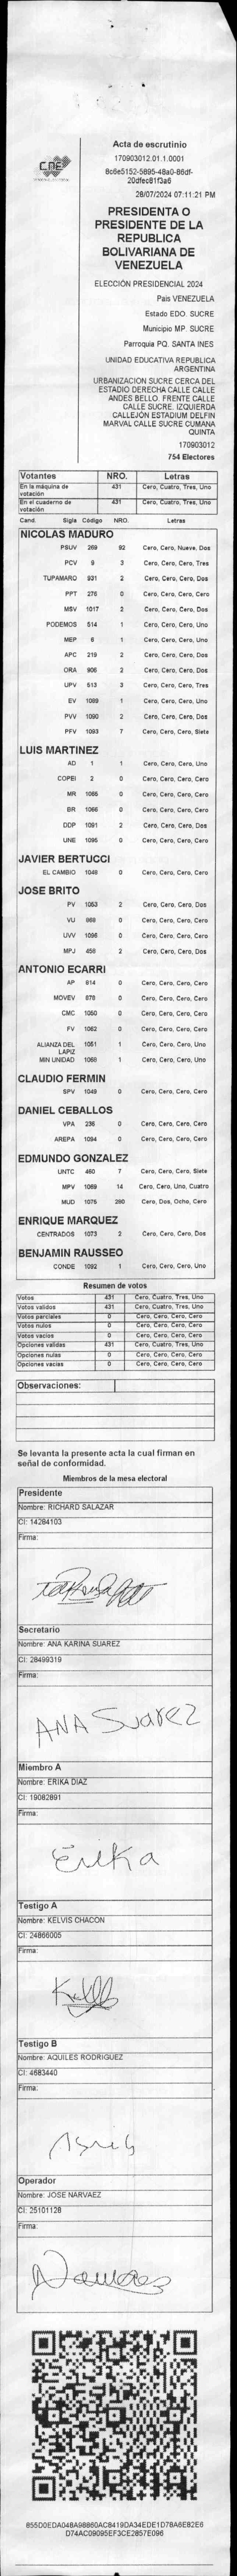 CNE
Acta de escrutinio
170903012.01.1.0001
8c6e5152-5895-48a0-86df-
20dfec81f3a6
28/07/2024 07:11:21 PM
PRESIDENTA O
PRESIDENTE DE LA
REPUBLICA
BOLIVARIANA DE
VENEZUELA
ELECCIÓN PRESIDENCIAL 2024
Pais VENEZUELA
Estado EDO. SUCRE
Municipio MP. SUCRE
Parroquia PQ. SANTA INES
UNIDAD EDUCATIVA REPUBLICA
ARGENTINA
URBANIZACION SUCRE CERCA DEL
ESTADIO DERECHA CALLE CALLE
ANDES BELLO. FRENTE CALLE
CALLE SUCRE. IZQUIERDA
CALLEJÓN ESTADIUM DELFIN
MARVAL CALLE SUCRE CUMANA
QUINTA
170903012
754 Electores
Votantes NRO. Letras
En la máquina de votación 431 Cero, Cuatro, Tres, Uno
En el cuaderno de votación 431 Cero, Cuatro, Tres, Uno
Cand. Sigla Código NRO. Letras
NICOLAS MADURO
PSUV 269 92 Cero, Cero, Nueve, Dos
PCV 9 3 Cero, Cero, Cero, Tres
TUPAMARO 931 2 Cero, Cero, Cero, Dos
PPT 276 0 Cero, Cero, Cero, Cero
MSV 1017 2 Cero, Cero, Cero, Dos
PODEMOS 514 1 Cero, Cero, Cero, Uno
MEP 6 1 Cero, Cero, Cero, Uno
APC 219 2 Cero, Cero, Cero, Dos
ORA 906 2 Cero, Cero, Cero, Dos
UPV 613 3 Cero, Cero, Cero, Tres
EV 1089 1 Cero, Cero, Cero, Uno
PVV 1090 2 Cero, Cero, Cero, Dos
PFV 1093 7 Cero, Cero, Cero, Siete
LUIS MARTINEZ
AD 1 1 Cero, Cero, Cero, Uno
COPEI 2 0 Cero, Cero, Cero, Cero
MR 1065 0 Cero, Cero, Cero, Cero
BR 1066 0 Cero, Cero, Cero, Cero
DDP 1091 2 Cero, Cero, Cero, Dos
UNE 1095 0 Cero, Cero, Cero, Cero
JAVIER BERTUCCI
EL CAMBIO 1048 0 Cero, Cero, Cero, Cero
JOSE BRITO
PV 1053 2 Cero, Cero, Cero, Dos
VU 868 0 Cero, Cero, Cero, Cero
UVV 1096 0 Cero, Cero, Cero, Cero
MPJ 458 2 Cero, Cero, Cero, Dos
ANTONIO ECARRI
AP 814 0 Cero, Cero, Cero, Cero
MOVEV 878 0 Cero, Cero, Cero, Cero
CMC 1050 0 Cero, Cero, Cero, Cero
FV 1062 0 Cero, Cero, Cero, Cero
ALIANZA DEL LAPIZ 1051 1 Cero, Cero, Cero, Uno
MIN UNIDAD 1068 1 Cero, Cero, Cero, Uno
CLAUDIO FERMIN
SPV 1049 0 Cero, Cero, Cero, Cero
DANIEL CEBALLOS
VPA 236 0 Cero, Cero, Cero, Cero
AREPA 1094 0 Cero, Cero, Cero, Cero
EDMUNDO GONZALEZ
UNTC 460 7 Cero, Cero, Cero, Siete
MPV 1069 14 Cero, Cero, Uno, Cuatro
MUD 1075 280 Cero, Dos, Ocho, Cero
ENRIQUE MARQUEZ
CENTRADOS 1073 2 Cero, Cero, Cero, Dos
BENJAMIN RAUSSEO
CONDE 1092 1 Cero, Cero, Cero, Uno
Resumen de votos
Votos 431 Cero, Cuatro, Tres, Uno
Votos validos 431 Cero, Cuatro, Tres, Uno
Votos parciales 0 Cero, Cero, Cero, Cero
Votos nulos 0 Cero, Cero, Cero, Cero
Votos vacíos 0 Cero, Cero, Cero, Cero
Opciones validas 431 Cero, Cuatro, Tres, Uno
Opciones nulas 0 Cero, Cero, Cero, Cero
Opciones vacias 0 Cero, Cero, Cero, Cero
Observaciones:
Se levanta la presente acta la cual firman en
señal de conformidad.
Miembros de la mesa electoral
Presidente
Nombre: RICHARD SALAZAR
CI: 14284103
Firma:
Secretario
Nombre: ANA KARINA SUAREZ
CI: 28499319
Firma:
ANA Suarez
Miembro A
Nombre: ERIKA DIAZ
CI: 19082891
Firma:
Erika
Testigo A
Nombre: KELVIS CHACON
CI: 24866005
Firma:
Testigo B
Nombre: AQUILES RODRIGUEZ
CI: 4683440
Firma:
Operador
Nombre: JOSE NARVAEZ
CI: 25101128
Firma:
Narvaez
855D0EDA048A98860AC8419DA34EDE1D78A6E82E6
D74AC09095EF3CE2857E096